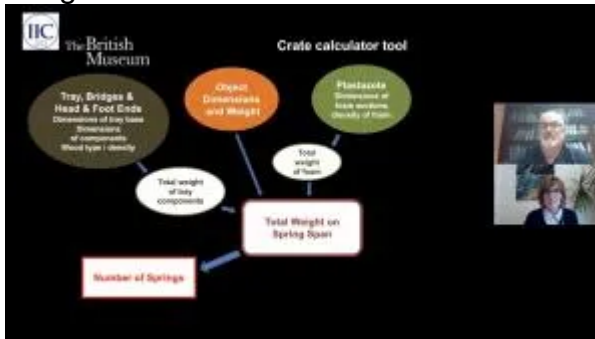 IIC
The British
Museum
Crate calculator tool
Tray, Bridges &
Head & Foot Ends
Dimensions of tray base
Dimensions
of components
Wood type / density
Object
Dimensions
and Weight
Plastazote
Dimensions of
foam sections
density of foam
Total weight
of tray
components
Total
weight
of foam
Total Weight on
Spring Span
Number of Springs